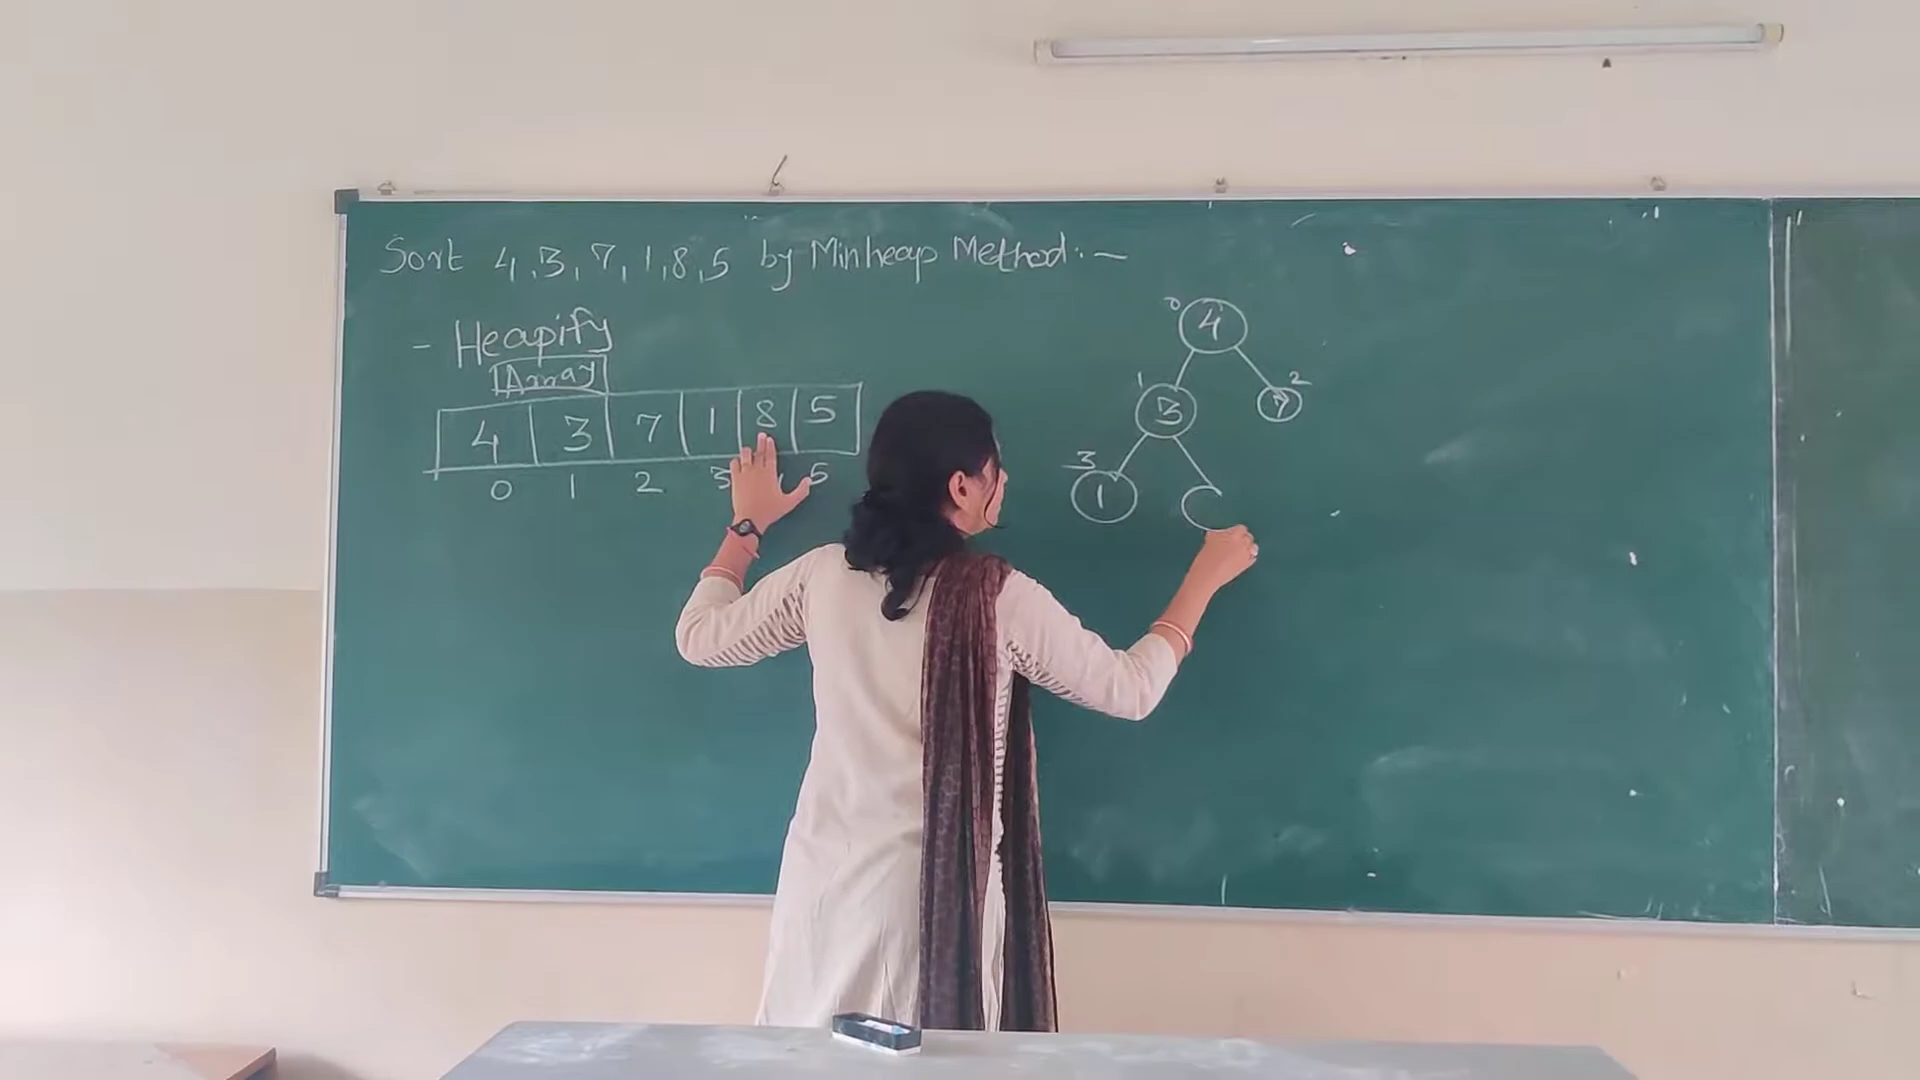 Sort 4,3,7,1,8,5 by Minheap Method:-
- Heapify
Array
4 3 7 1 8 5
0 1 2 3 5
0 4
1 3 2 7
3 1